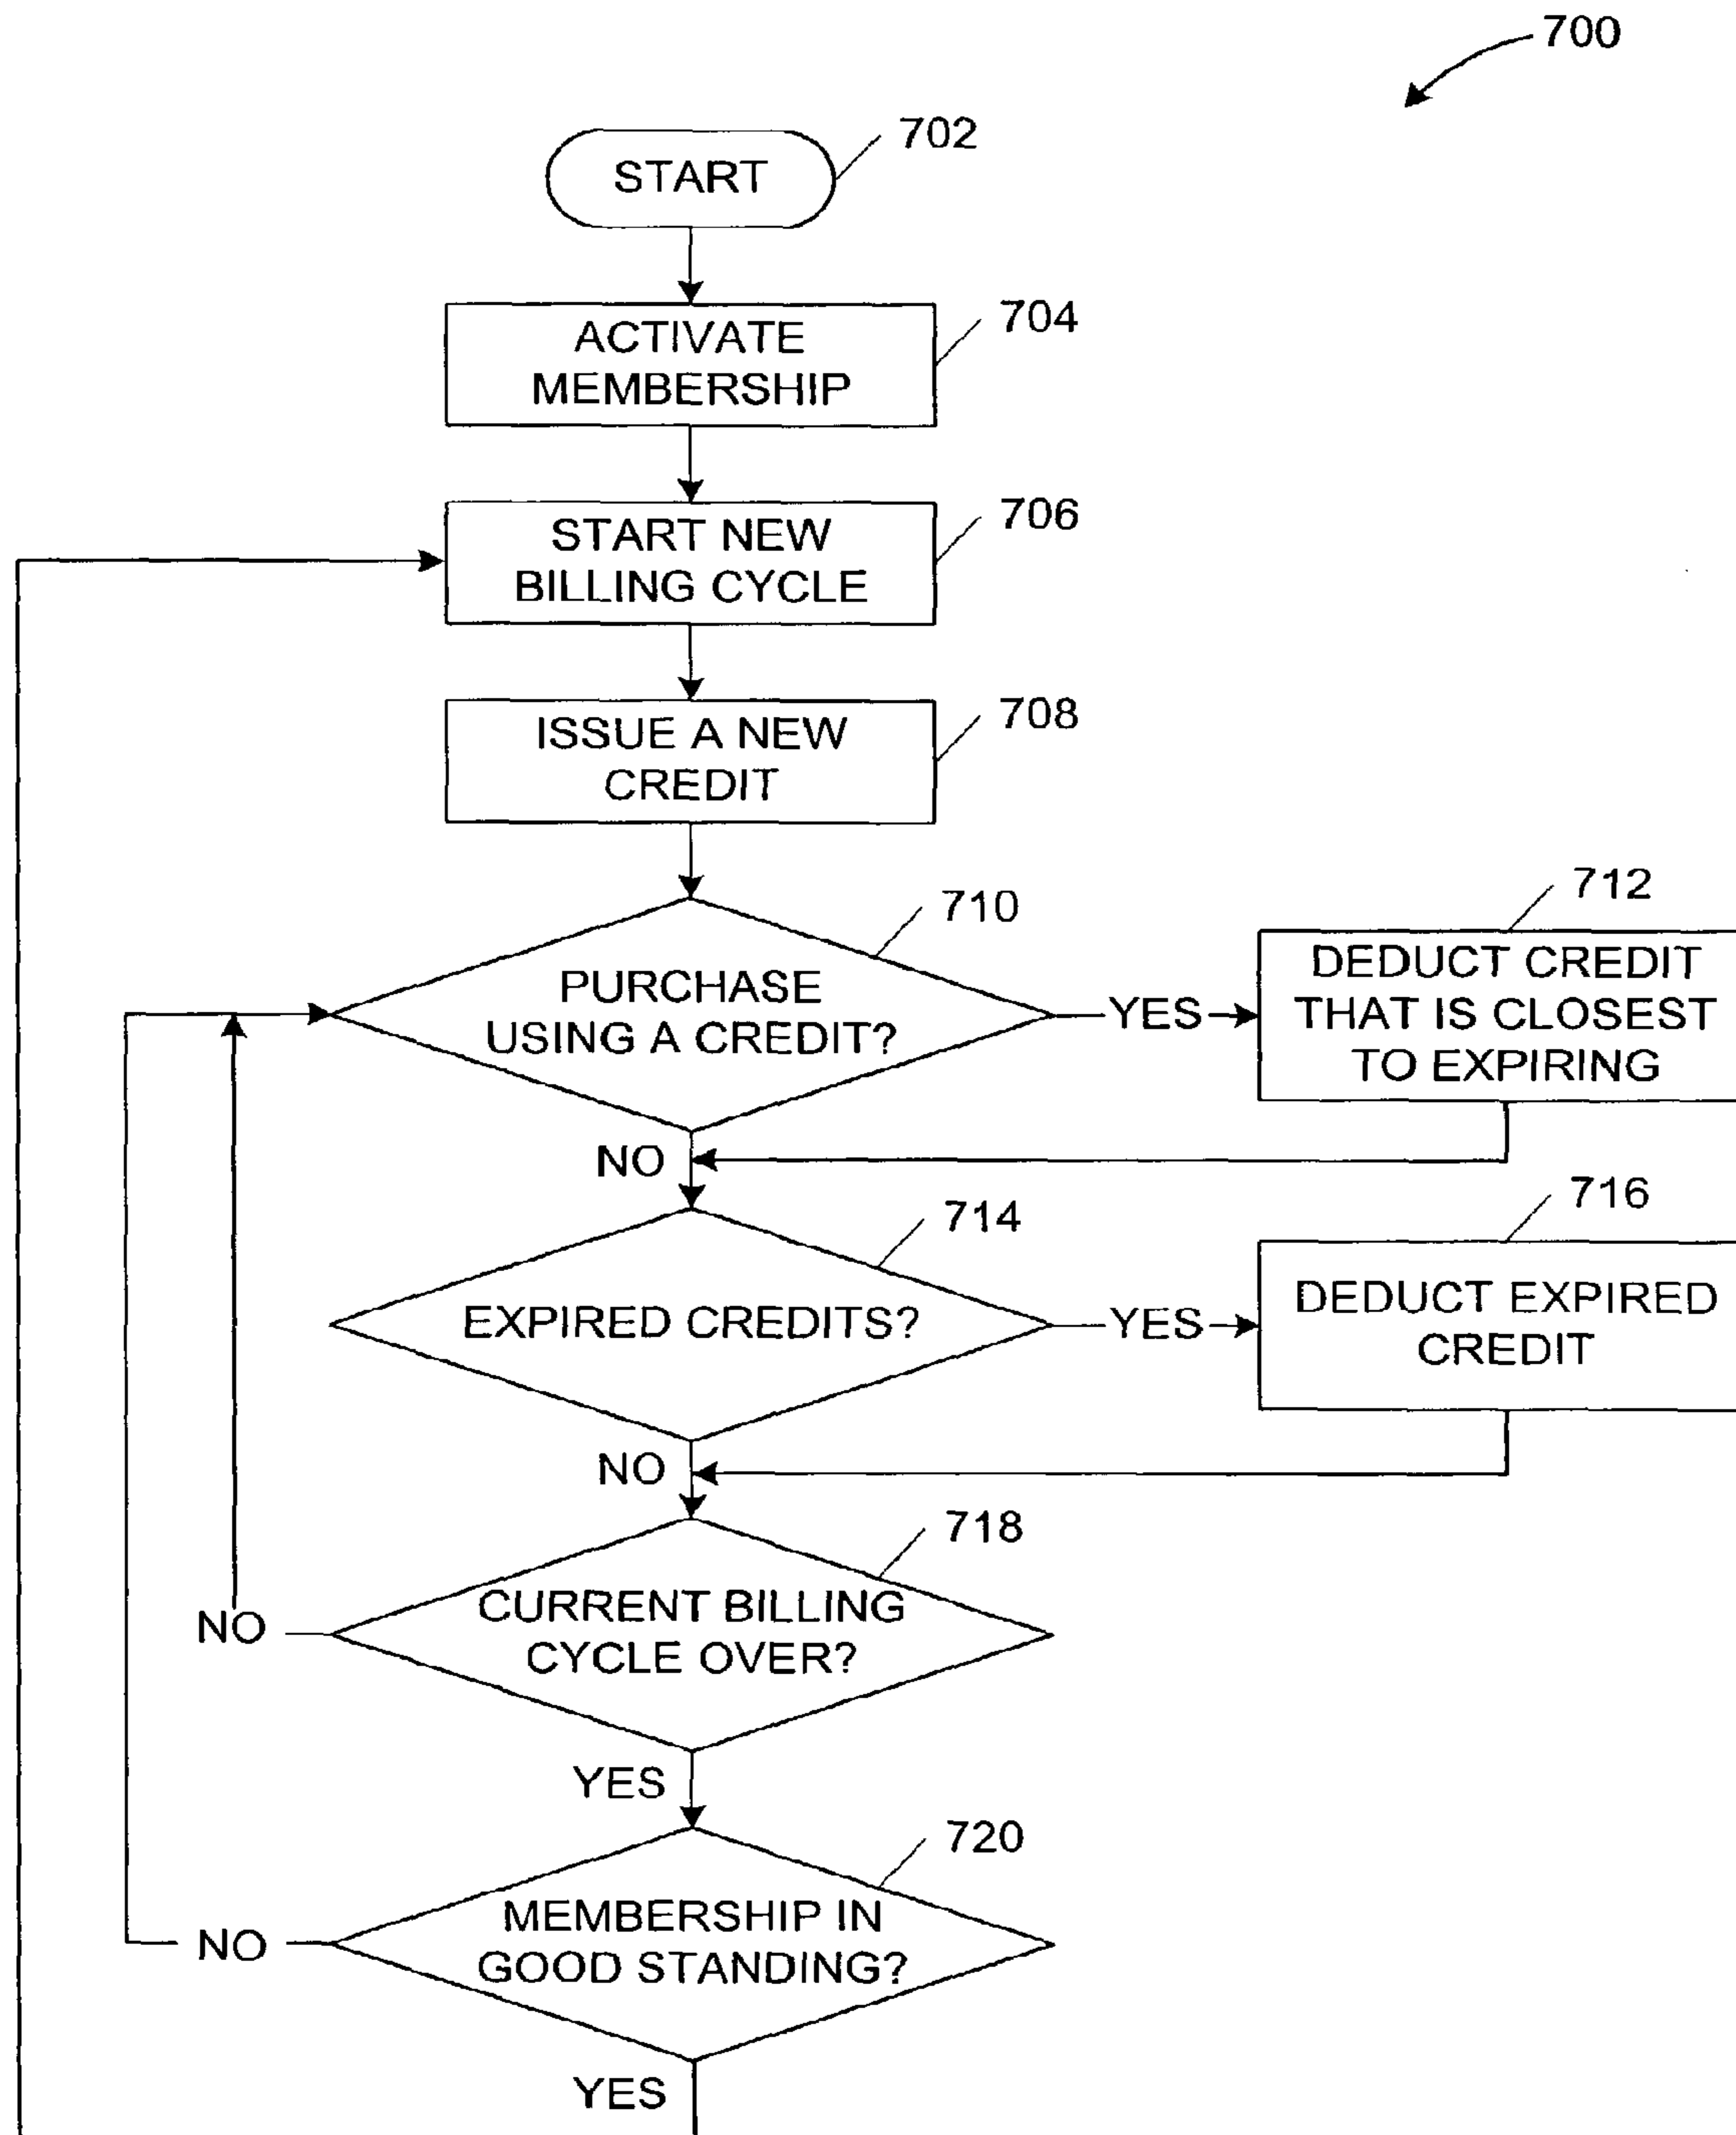 700
702
START
704
ACTIVATE
MEMBERSHIP
706
START NEW
BILLING CYCLE
708
ISSUE A NEW
CREDIT
710
PURCHASE
USING A CREDIT?
YES
712
DEDUCT CREDIT
THAT IS CLOSEST
TO EXPIRING
NO
714
EXPIRED CREDITS?
YES
716
DEDUCT EXPIRED
CREDIT
NO
718
CURRENT BILLING
CYCLE OVER?
NO
YES
720
MEMBERSHIP IN
GOOD STANDING?
NO
YES